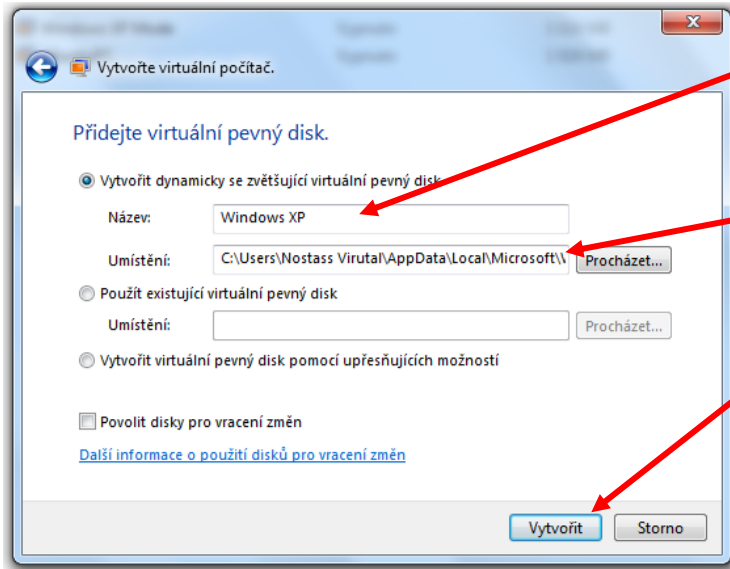 Vytvořte virtuální počítač.
Přidejte virtuální pevný disk.
Vytvořit dynamicky se zvětšující virtuální pevný disk
Název: Windows XP
Umístění: C:\Users\Nostass Virutal\AppData\Local\Microsoft\ Procházet...
Použít existující virtuální pevný disk
Umístění: Procházet...
Vytvořit virtuální pevný disk pomocí upřesňujících možností
Povolit disky pro vracení změn
Další informace o použití disků pro vracení změn
Vytvořit Storno